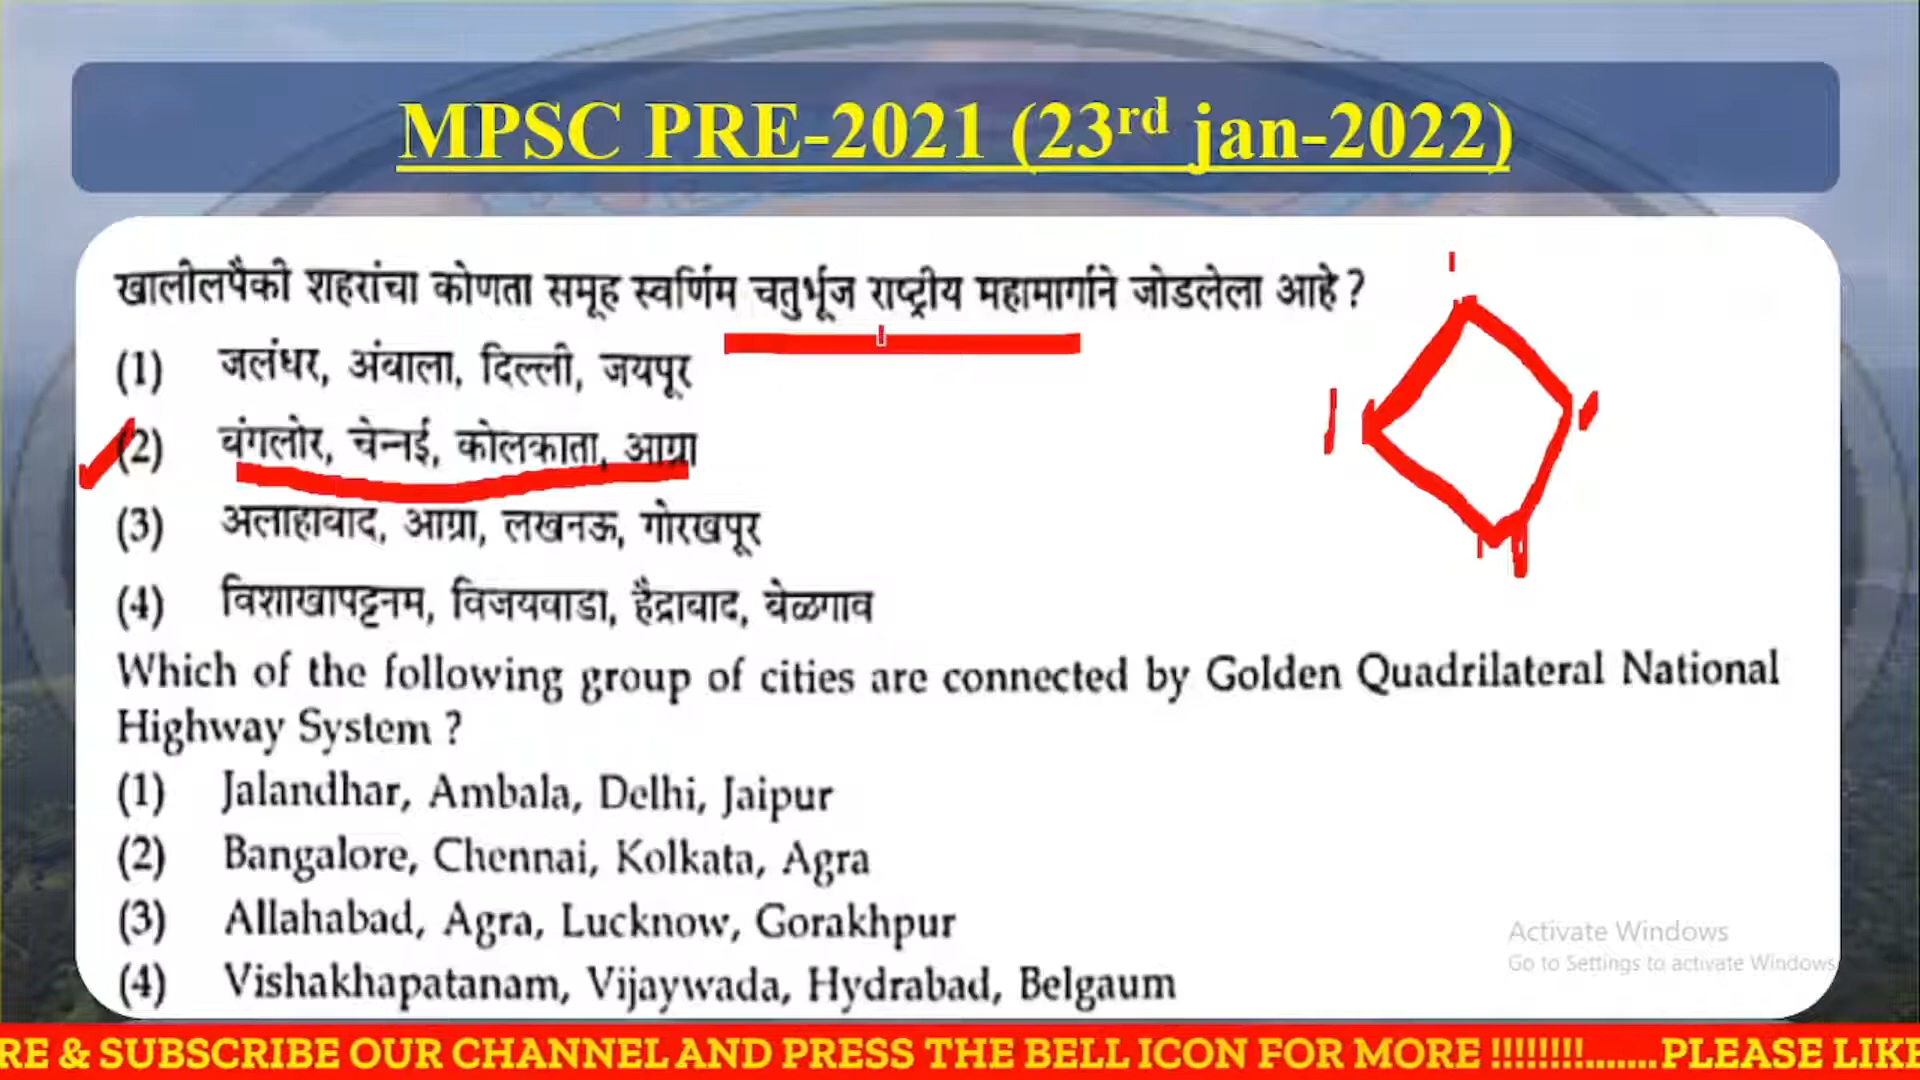 MPSC PRE-2021 (23rd jan-2022)
खालीलपैकी शहरांचा कोणता समूह स्वर्णिम चतुर्भूज राष्ट्रीय महामार्गाने जोडलेला आहे ?
(1) जलंधर, अंबाला, दिल्ली, जयपूर
(2) बंगलोर, चेन्नई, कोलकाता, आग्रा
(3) अलाहाबाद, आग्रा, लखनऊ, गोरखपूर
(4) विशाखापट्टनम, विजयवाडा, हैद्राबाद, बेळगाव
Which of the following group of cities are connected by Golden Quadrilateral National
Highway System ?
(1) Jalandhar, Ambala, Delhi, Jaipur
(2) Bangalore, Chennai, Kolkata, Agra
(3) Allahabad, Agra, Lucknow, Gorakhpur
(4) Vishakhapatanam, Vijaywada, Hydrabad, Belgaum
Activate Windows
Go to Settings to activate Windows
RE & SUBSCRIBE OUR CHANNEL AND PRESS THE BELL ICON FOR MORE !!!!!!!!.......PLEASE LIKE